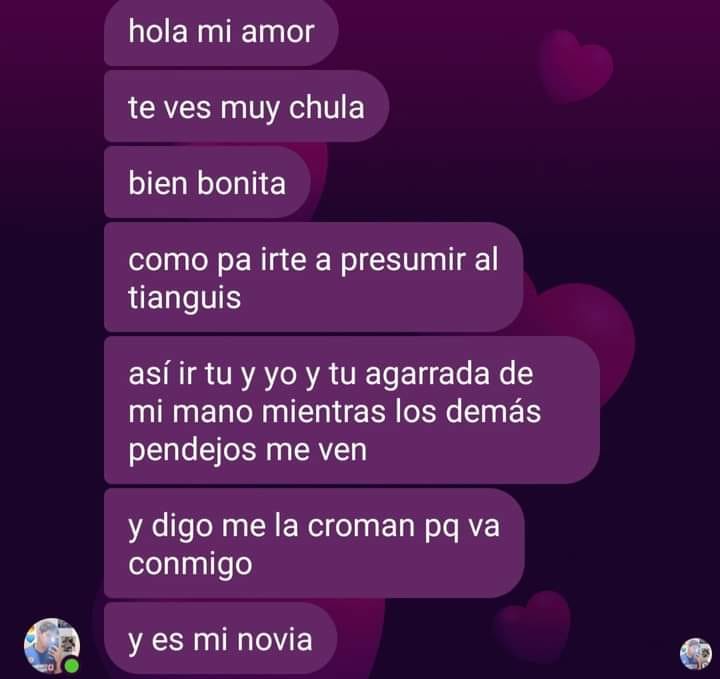 hola mi amor
te ves muy chula
bien bonita
como pa irte a presumir al
tianguis
así ir tu y yo y tu agarrada de
mi mano mientras los demás
pendejos me ven
y digo me la croman pq va
conmigo
y es mi novia